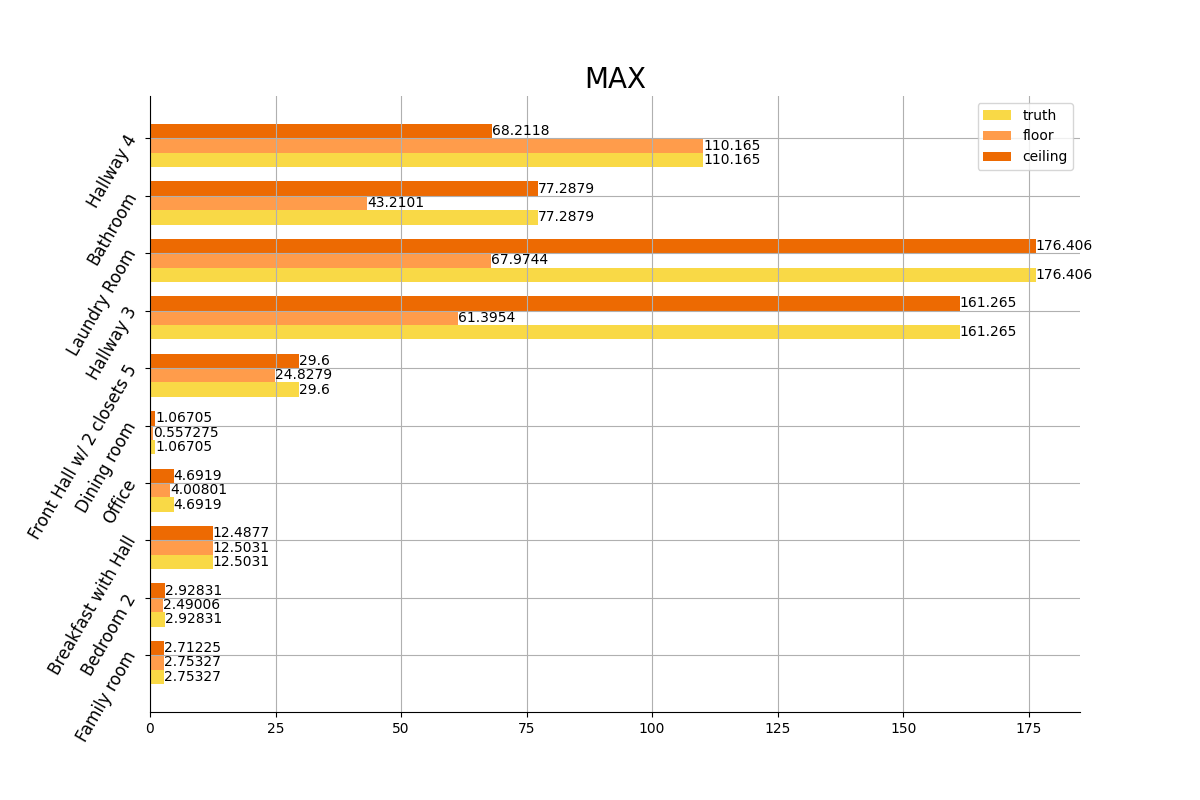 MAX
truth
floor
ceiling
Hallway 4
68.2118
110.165
110.165
Bathroom
77.2879
43.2101
77.2879
Laundry Room
176.406
67.9744
176.406
Hallway 3
161.265
61.3954
161.265
Front Hall w/ 2 closets 5
29.6
24.8279
29.6
Dining room
1.06705
0.557275
1.06705
Office
4.6919
4.00801
4.6919
Breakfast with Hall
12.4877
12.5031
12.5031
Bedroom 2
2.92831
2.49006
2.92831
Family room
2.71225
2.75327
2.75327
0 25 50 75 100 125 150 175